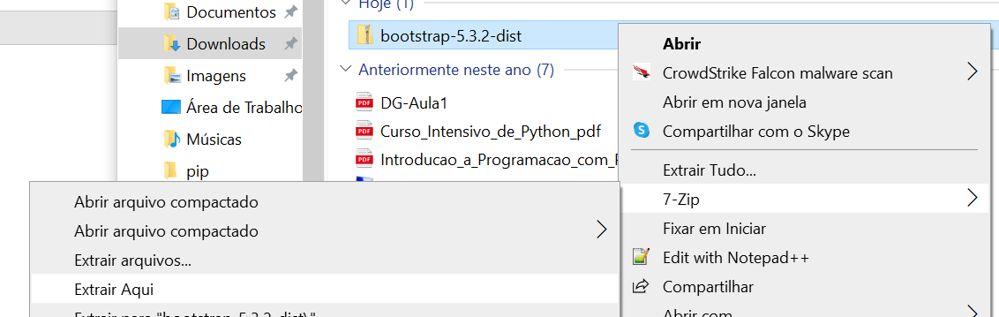 Documentos
Downloads
Imagens
Área de Trabalho
Músicas
pip
Hoje (1)
bootstrap-5.3.2-dist
Anteriormente neste ano (7)
DG-Aula1
Curso_Intensivo_de_Python_pdf
Introducao_a_Programacao_com_
Abrir
CrowdStrike Falcon malware scan
Abrir em nova janela
Compartilhar com o Skype
Extrair Tudo...
7-Zip
Fixar em Iniciar
Edit with Notepad++
Compartilhar
Abrir com
Abrir arquivo compactado
Abrir arquivo compactado
Extrair arquivos...
Extrair Aqui
Extrair para "bootstrap-5.3.2-dist\"
PDF
PDF
PDF